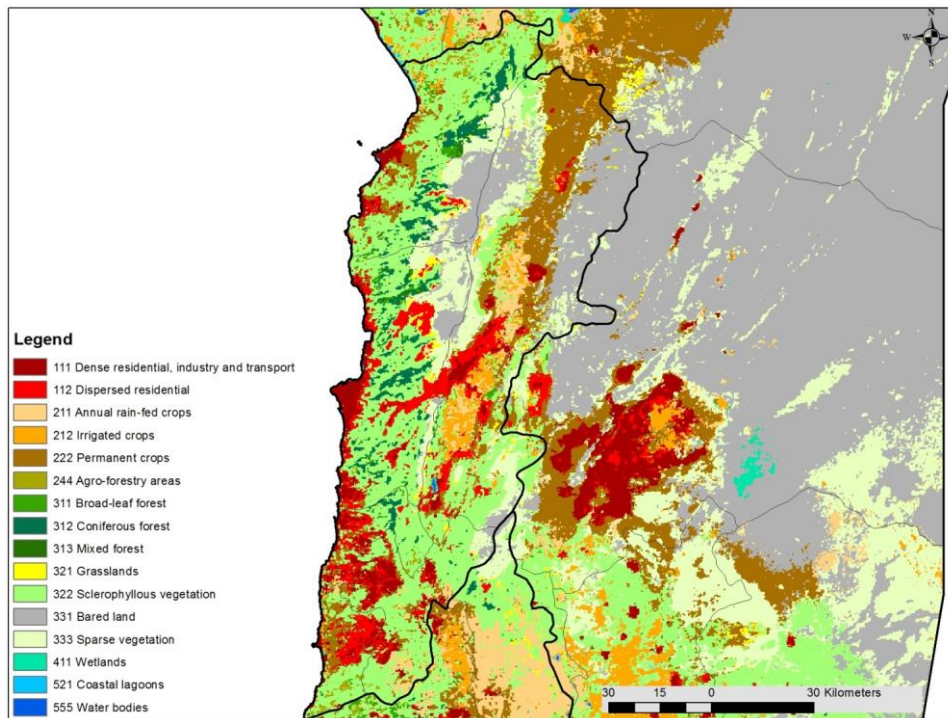 N
W
S
Legend
111 Dense residential, industry and transport
112 Dispersed residential
211 Annual rain-fed crops
212 Irrigated crops
222 Permanent crops
244 Agro-forestry areas
311 Broad-leaf forest
312 Coniferous forest
313 Mixed forest
321 Grasslands
322 Sclerophyllous vegetation
331 Bared land
333 Sparse vegetation
411 Wetlands
521 Coastal lagoons
555 Water bodies
30 15 0 30 Kilometers